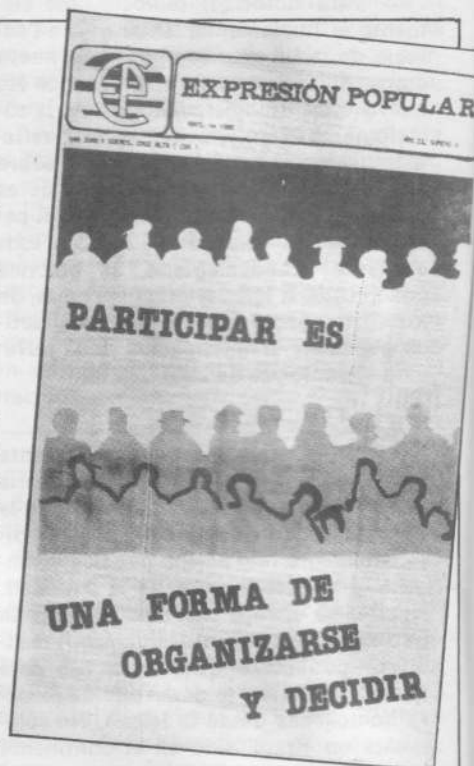 EXPRESIÓN POPULAR
PARTICIPAR ES
UNA FORMA DE
ORGANIZARSE
Y DECIDIR